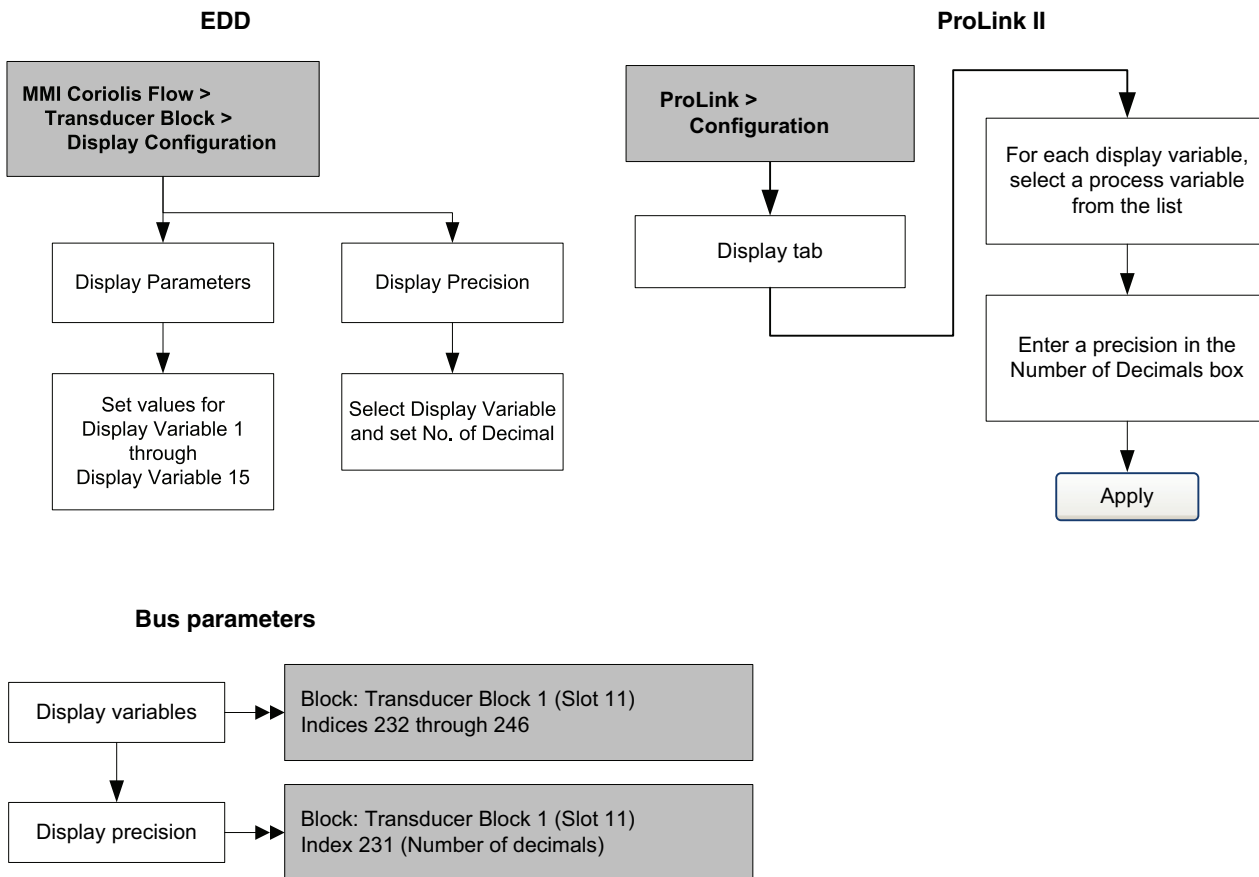 EDD
MMI Coriolis Flow >
Transducer Block >
Display Configuration
Display Parameters
Display Precision
Set values for
Display Variable 1
through
Display Variable 15
Select Display Variable
and set No. of Decimal
ProLink II
ProLink >
Configuration
Display tab
For each display variable,
select a process variable
from the list
Enter a precision in the
Number of Decimals box
Apply
Bus parameters
Display variables
Block: Transducer Block 1 (Slot 11)
Indices 232 through 246
Display precision
Block: Transducer Block 1 (Slot 11)
Index 231 (Number of decimals)